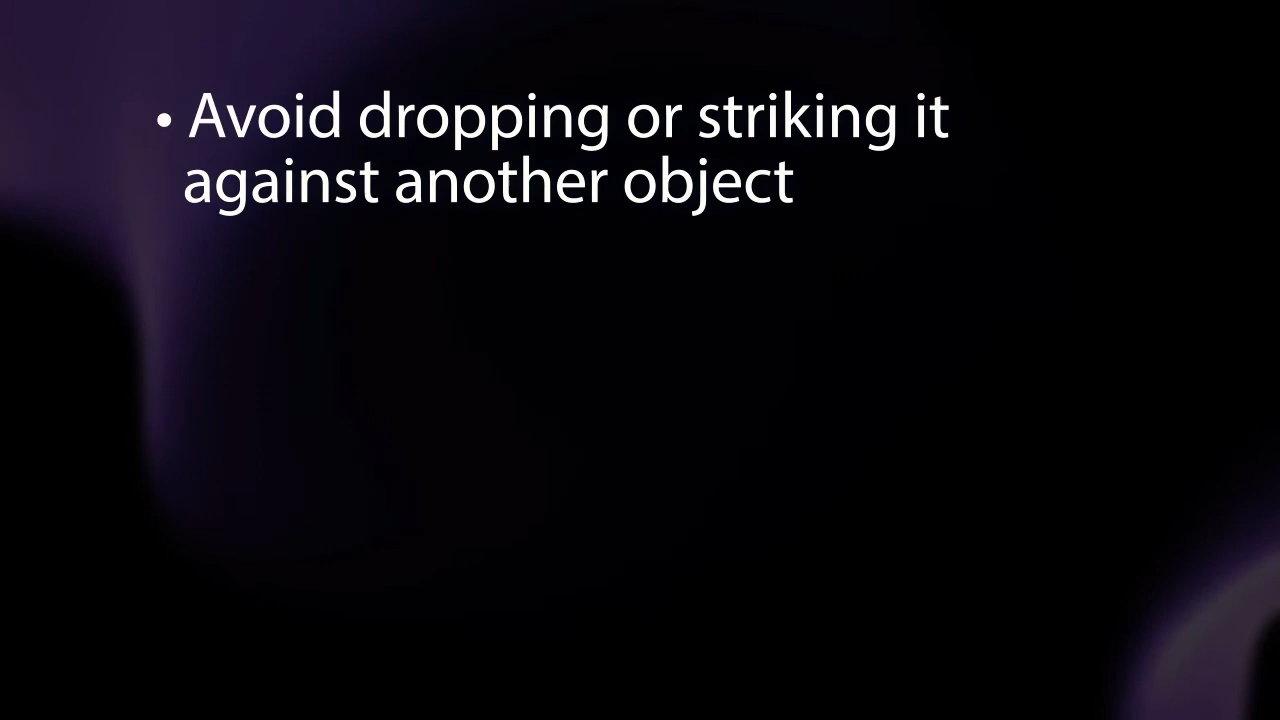 • Avoid dropping or striking it
against another object